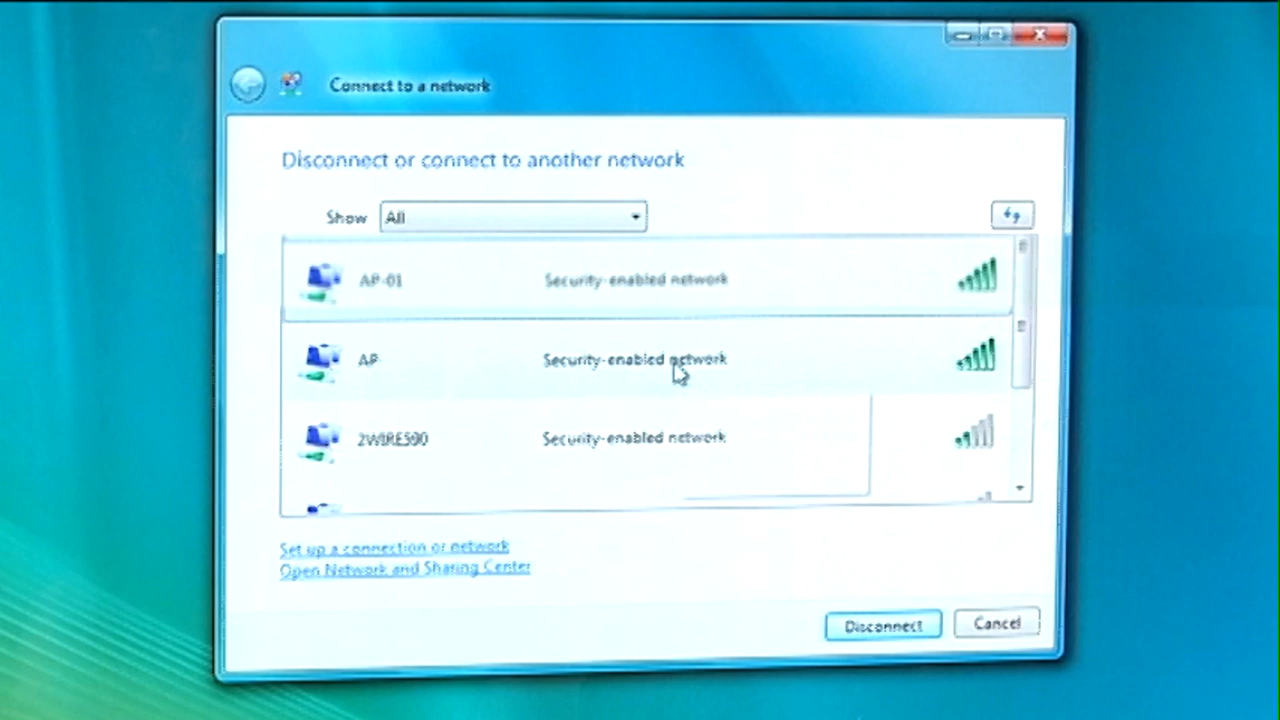 Connect to a network
Disconnect or connect to another network
Show All
AP-01 Security-enabled network
AP Security-enabled network
2WIRE590 Security-enabled network
Set up a connection or network
Open Network and Sharing Center
Disconnect Cancel